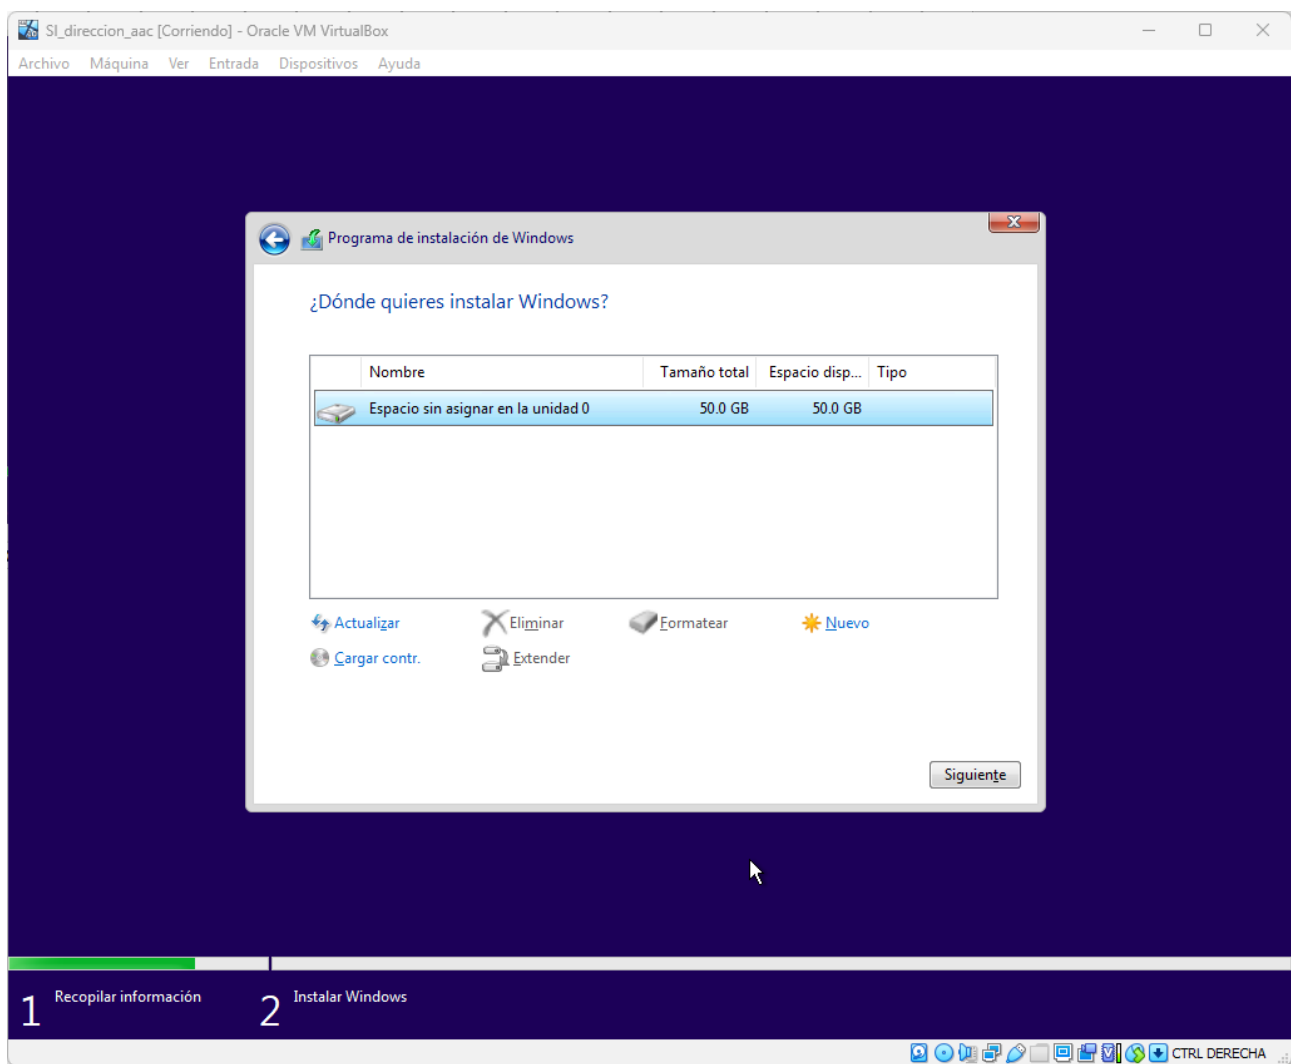 SI_direccion_aac [Corriendo] - Oracle VM VirtualBox
Archivo Máquina Ver Entrada Dispositivos Ayuda
Programa de instalación de Windows
¿Dónde quieres instalar Windows?
Nombre Tamaño total Espacio disp... Tipo
Espacio sin asignar en la unidad 0 50.0 GB 50.0 GB
Actualizar Eliminar Formatear Nuevo
Cargar contr. Extender
Siguiente
1 Recopilar información 2 Instalar Windows
CTRL DERECHA